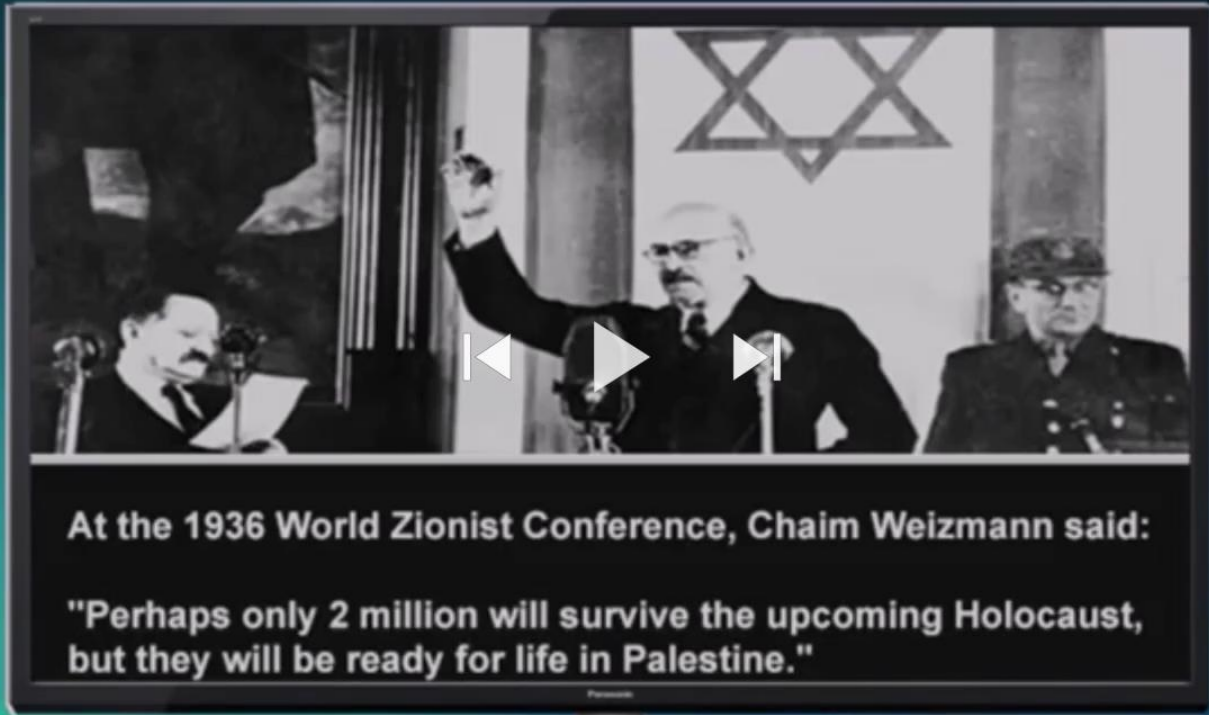 At the 1936 World Zionist Conference, Chaim Weizmann said:
"Perhaps only 2 million will survive the upcoming Holocaust,
but they will be ready for life in Palestine."
Panasonic